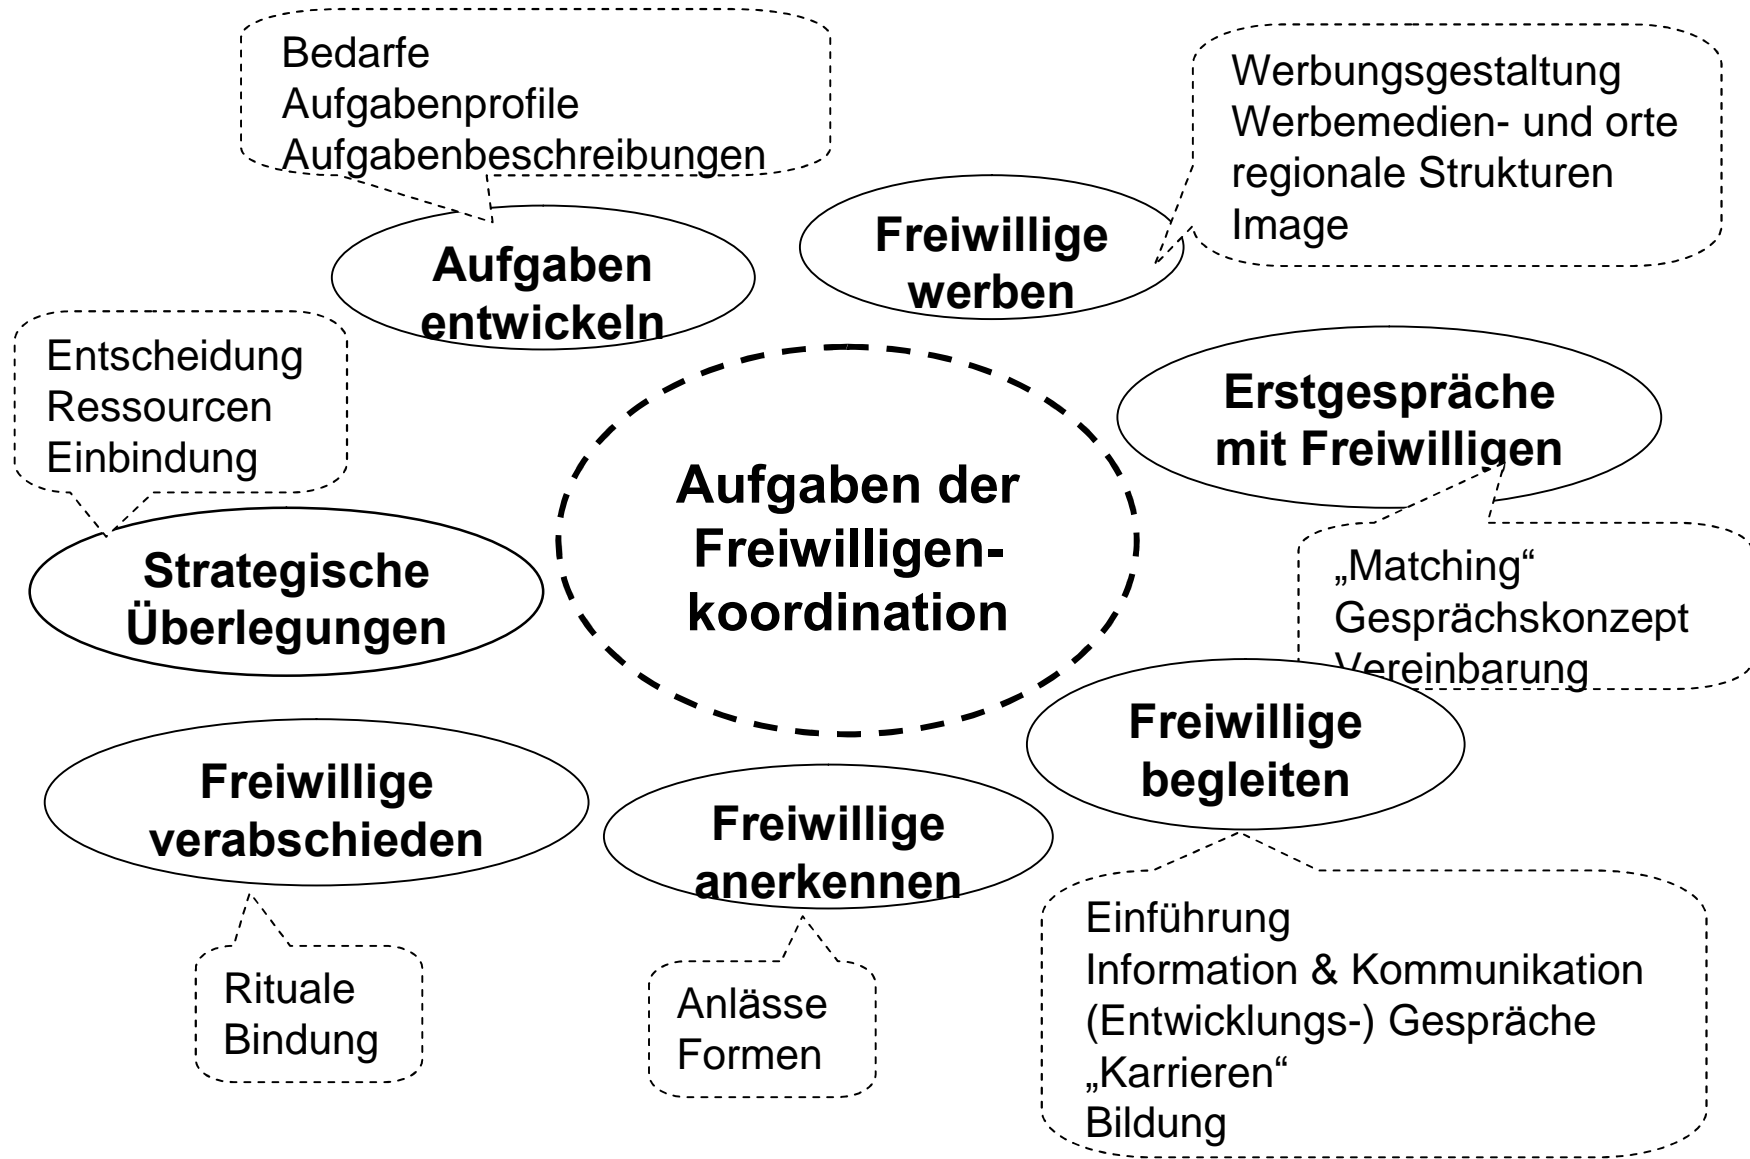 Bedarfe
Aufgabenprofile
Aufgabenbeschreibungen
Werbungsgestaltung
Werbemedien- und orte
regionale Strukturen
Image
Aufgaben
entwickeln
Freiwillige
werben
Entscheidung
Ressourcen
Einbindung
Erstgespräche
mit Freiwilligen
Aufgaben der
Freiwilligen-
koordination
Strategische
Überlegungen
„Matching“
Gesprächskonzept
Vereinbarung
Freiwillige
begleiten
Freiwillige
verabschieden
Freiwillige
anerkennen
Einführung
Information & Kommunikation
(Entwicklungs-) Gespräche
„Karrieren“
Bildung
Rituale
Bindung
Anlässe
Formen